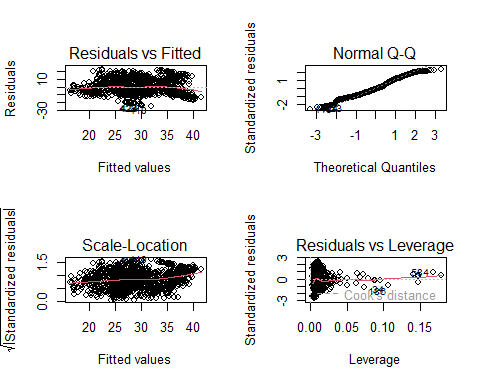 Residuals vs Fitted
Residuals
-30
10
20 25 30 35 40
Fitted values
Normal Q-Q
Standardized residuals
-2
1
-3 -2 -1 0 1 2 3
Theoretical Quantiles
Scale-Location
√|Standardized residuals|
0.0
1.5
20 25 30 35 40
Fitted values
Residuals vs Leverage
Standardized residuals
-3
0
3
584
Cook's distance
0.00 0.05 0.10 0.15
Leverage